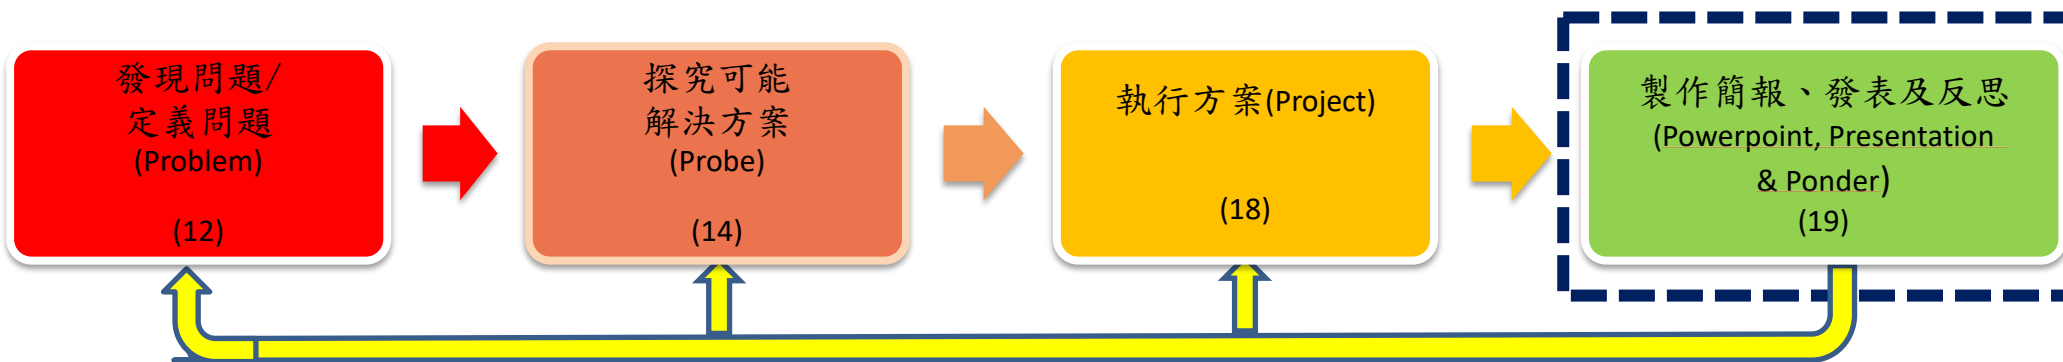 發現問題/
定義問題
(Problem)
(12)
探究可能
解決方案
(Probe)
(14)
執行方案(Project)
(18)
製作簡報、發表及反思
(Powerpoint, Presentation
& Ponder)
(19)